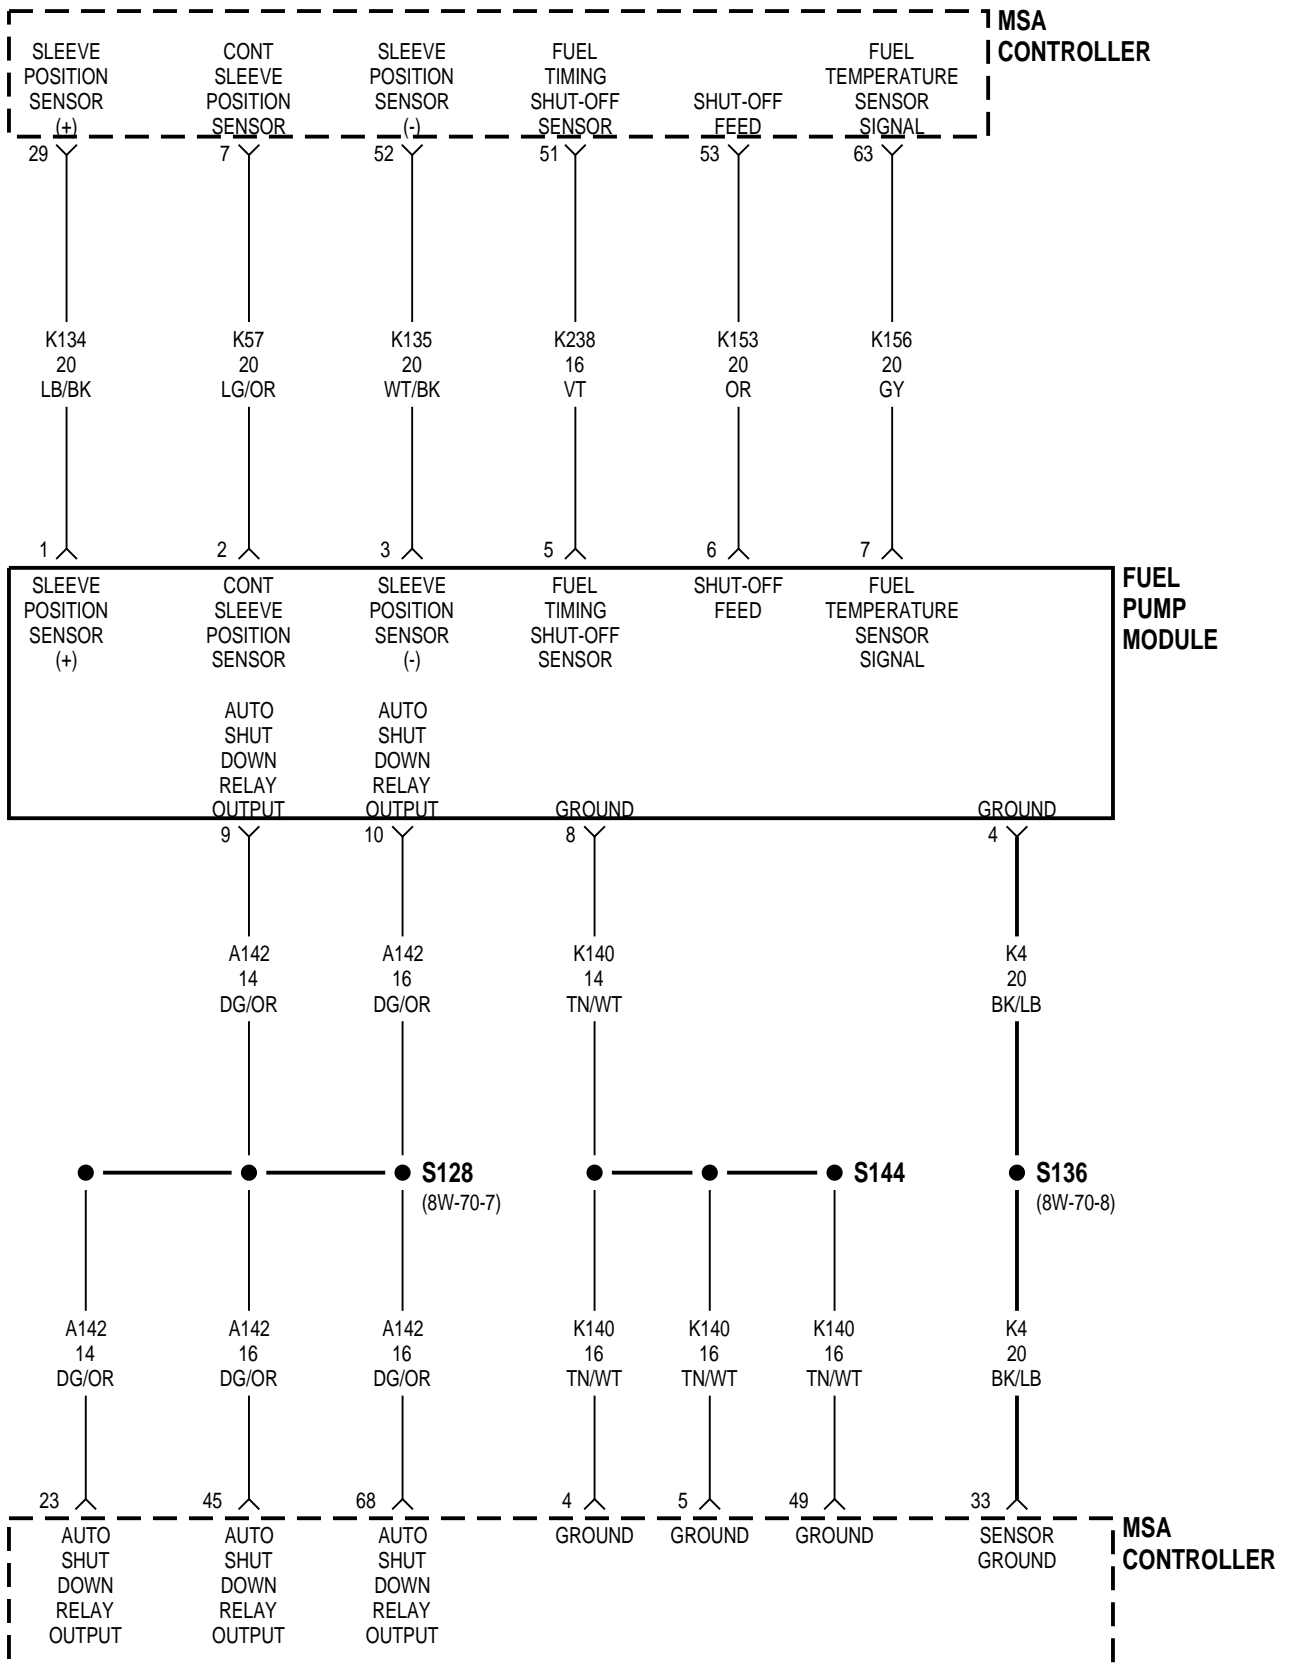 MSA
CONTROLLER
SLEEVE
POSITION
SENSOR
(+)
CONT
SLEEVE
POSITION
SENSOR
SLEEVE
POSITION
SENSOR
(-)
FUEL
TIMING
SHUT-OFF
SENSOR
SHUT-OFF
FEED
FUEL
TEMPERATURE
SENSOR
SIGNAL
29
7
52
51
53
63
K134
20
LB/BK
K57
20
LG/OR
K135
20
WT/BK
K238
16
VT
K153
20
OR
K156
20
GY
1
2
3
5
6
7
FUEL
PUMP
MODULE
SLEEVE
POSITION
SENSOR
(+)
CONT
SLEEVE
POSITION
SENSOR
SLEEVE
POSITION
SENSOR
(-)
FUEL
TIMING
SHUT-OFF
SENSOR
SHUT-OFF
FEED
FUEL
TEMPERATURE
SENSOR
SIGNAL
AUTO
SHUT
DOWN
RELAY
OUTPUT
AUTO
SHUT
DOWN
RELAY
OUTPUT
GROUND
GROUND
9
10
8
4
A142
14
DG/OR
A142
16
DG/OR
K140
14
TN/WT
K4
20
BK/LB
S128
(8W-70-7)
S144
S136
(8W-70-8)
A142
14
DG/OR
A142
16
DG/OR
A142
16
DG/OR
K140
16
TN/WT
K140
16
TN/WT
K140
16
TN/WT
K4
20
BK/LB
23
45
68
4
5
49
33
AUTO
SHUT
DOWN
RELAY
OUTPUT
AUTO
SHUT
DOWN
RELAY
OUTPUT
AUTO
SHUT
DOWN
RELAY
OUTPUT
GROUND
GROUND
GROUND
SENSOR
GROUND
MSA
CONTROLLER